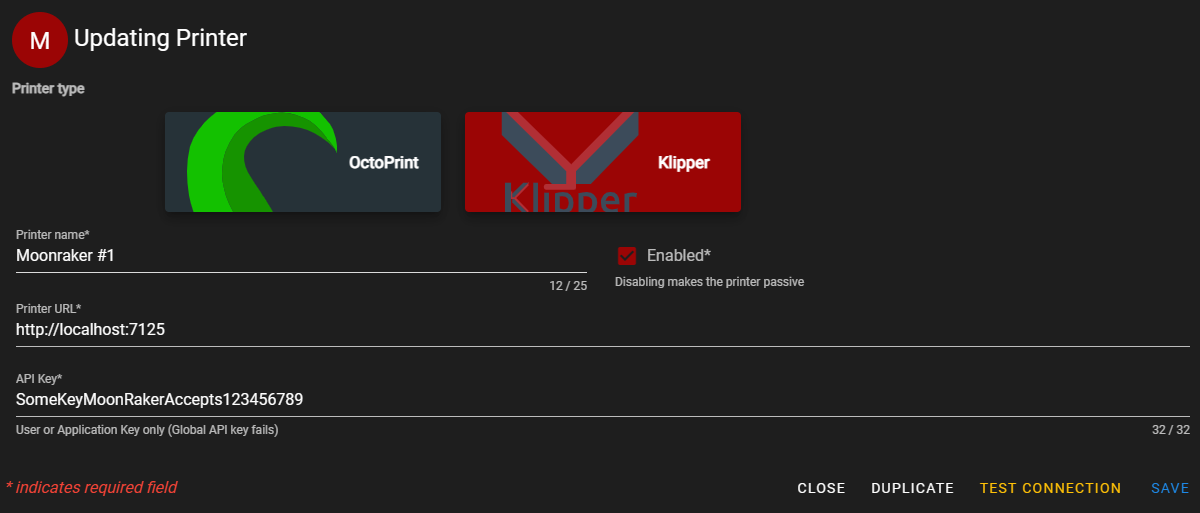 M
Updating Printer
Printer type
OctoPrint
Klipper
Klipper
Printer name*
Moonraker #1
12 / 25
Enabled*
Disabling makes the printer passive
Printer URL*
http://localhost:7125
API Key*
SomeKeyMoonRakerAccepts123456789
User or Application Key only (Global API key fails)
32 / 32
* indicates required field
CLOSE
DUPLICATE
TEST CONNECTION
SAVE